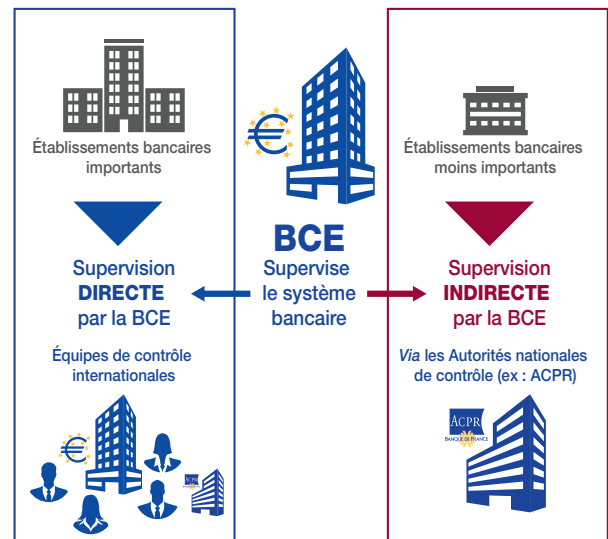 Établissements bancaires
importants
Supervision
DIRECTE
par la BCE
Équipes de contrôle
internationales
BCE
Supervise
le système
bancaire
Établissements bancaires
moins importants
Supervision
INDIRECTE
par la BCE
Via les Autorités nationales
de contrôle (ex : ACPR)
ACPR
BANQUE DE FRANCE
ACPR